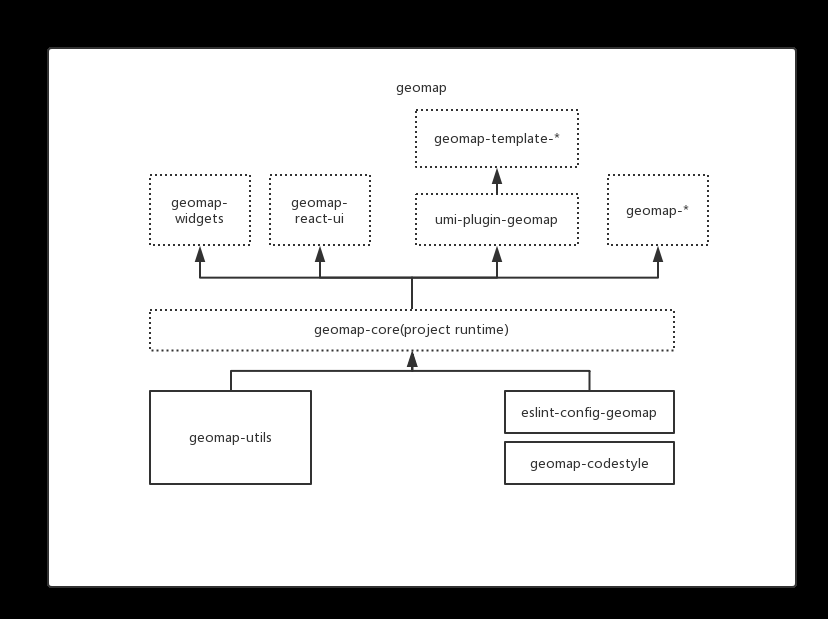 geomap
geomap-template-*
geomap-
widgets
geomap-
react-ui
umi-plugin-geomap
geomap-*
geomap-core(project runtime)
geomap-utils
eslint-config-geomap
geomap-codestyle